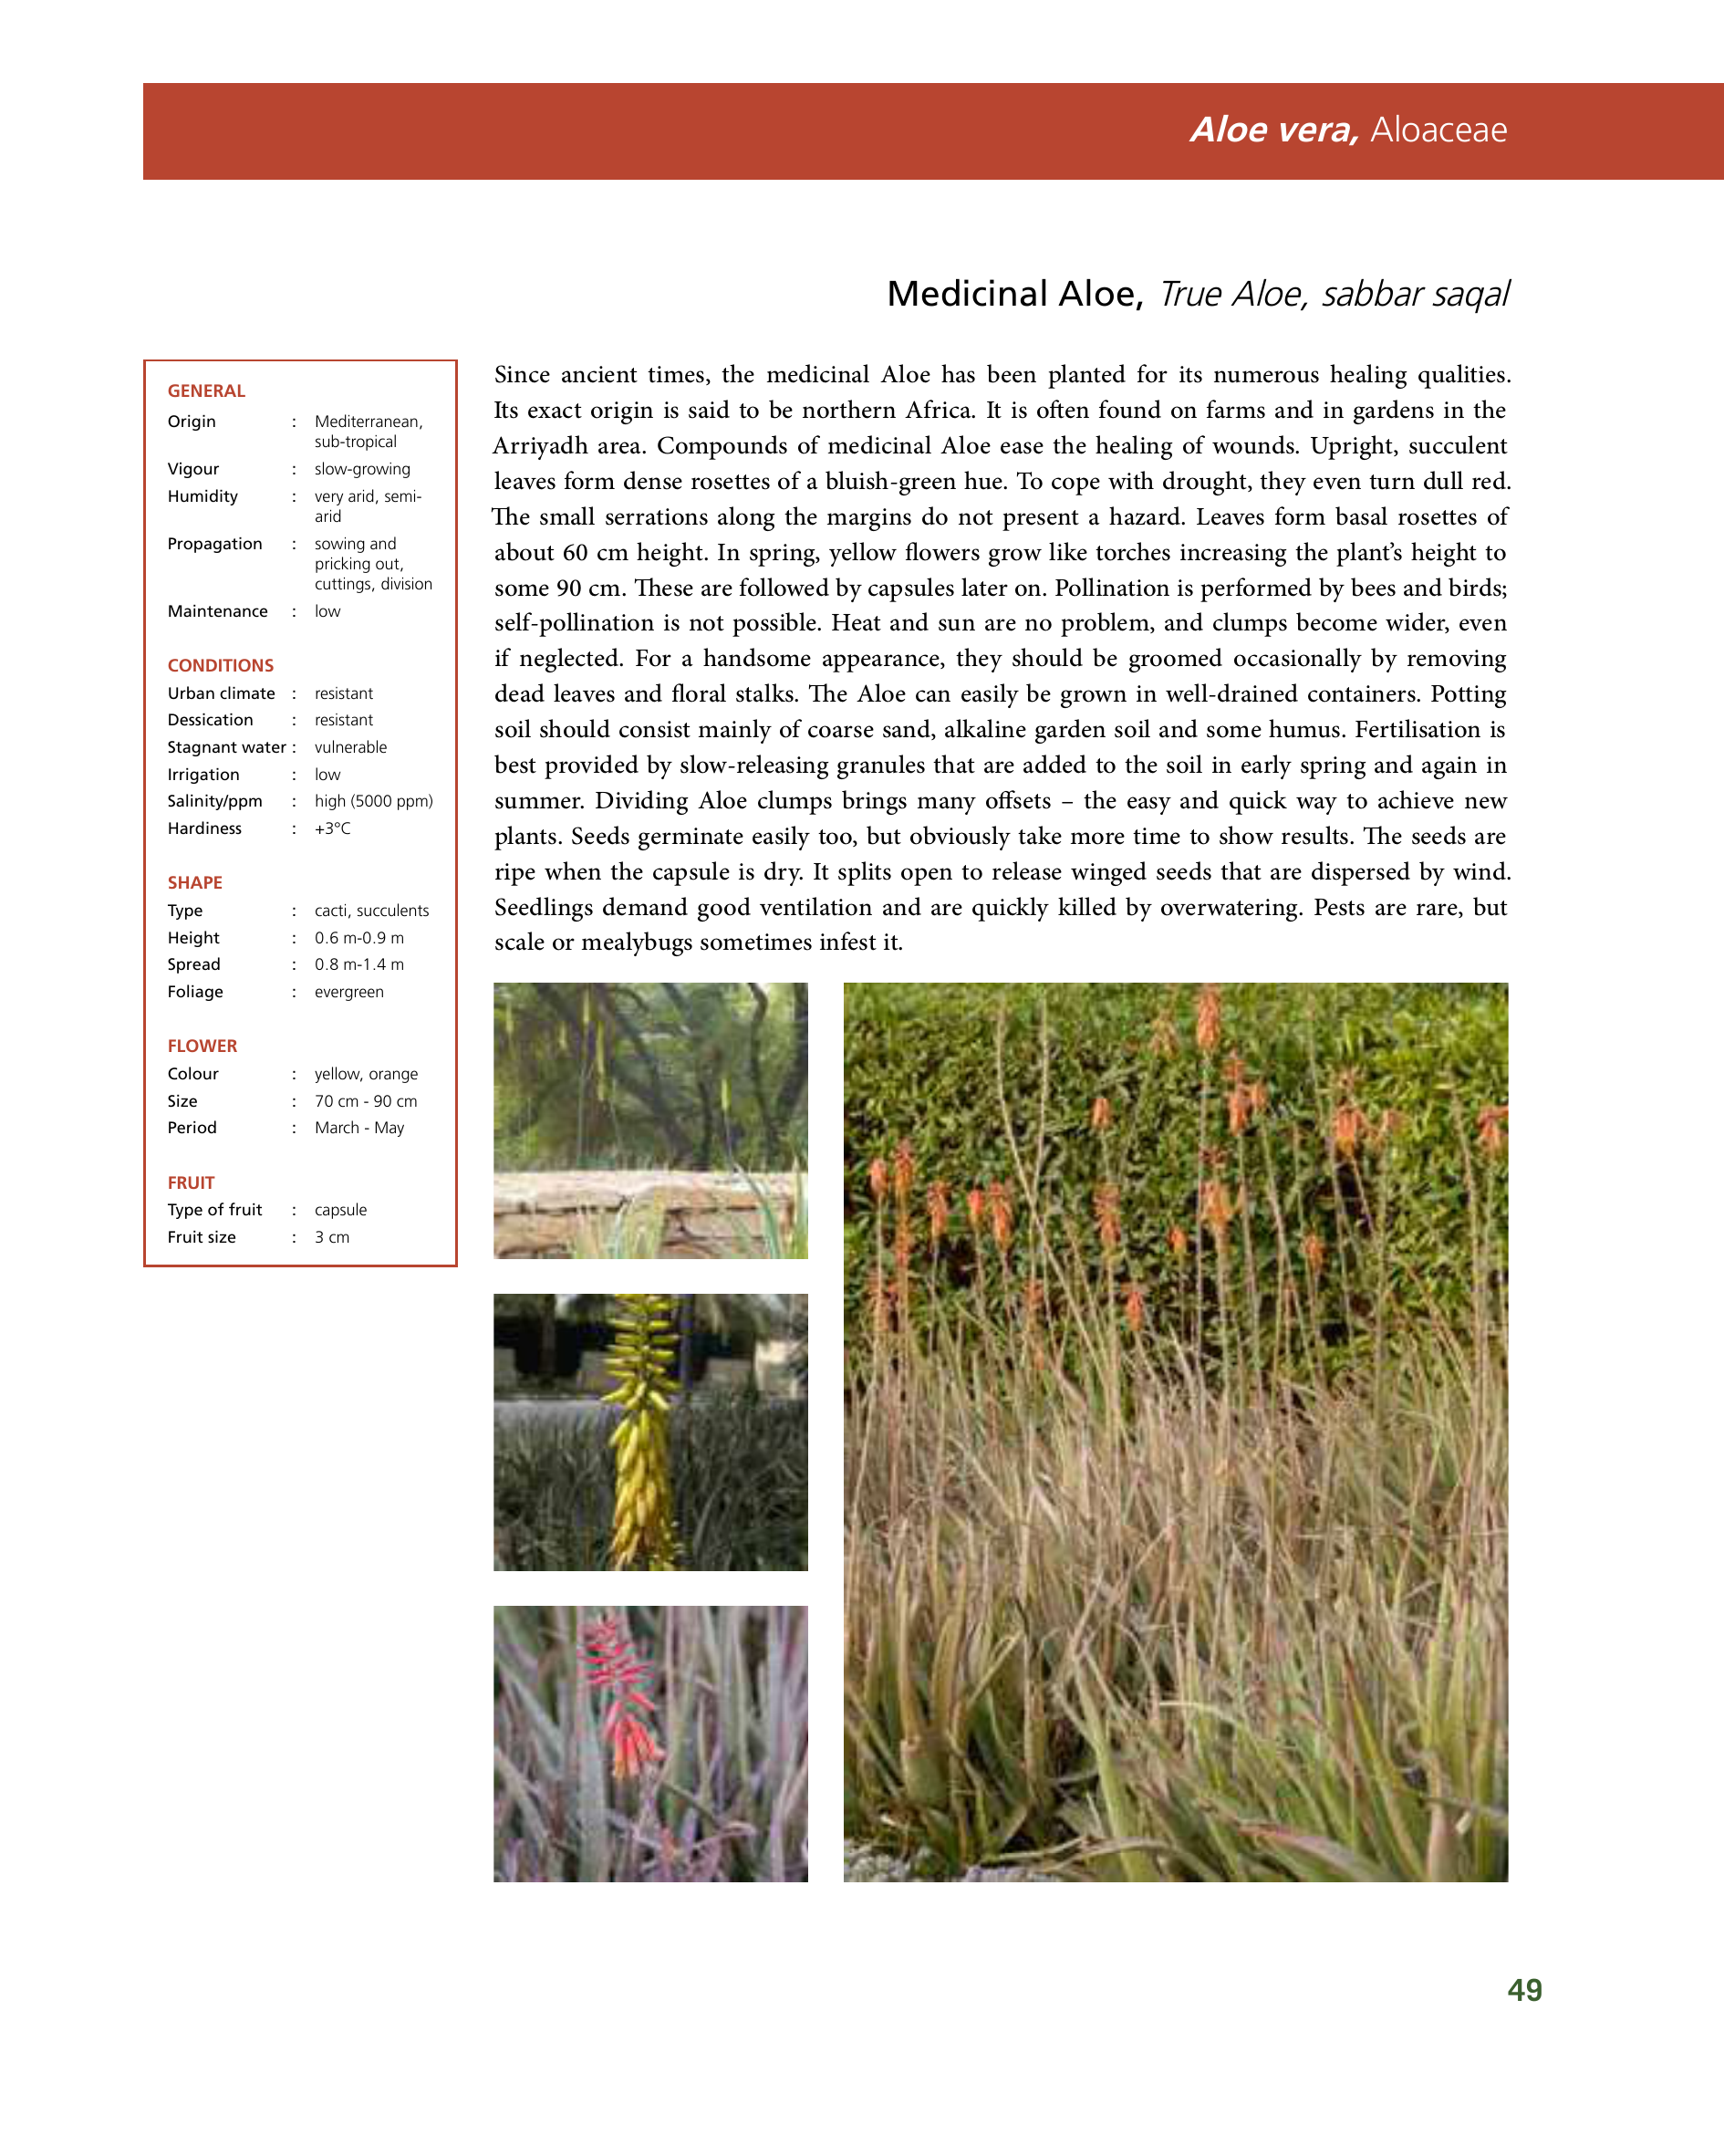 Aloe vera, Aloaceae
Medicinal Aloe, True Aloe, sabbar saqal
GENERAL
Origin : Mediterranean,
sub-tropical
Vigour : slow-growing
Humidity : very arid, semi-
arid
Propagation : sowing and
pricking out,
cuttings, division
Maintenance : low
CONDITIONS
Urban climate : resistant
Dessication : resistant
Stagnant water : vulnerable
Irrigation : low
Salinity/ppm : high (5000 ppm)
Hardiness : +3°C
SHAPE
Type : cacti, succulents
Height : 0.6 m-0.9 m
Spread : 0.8 m-1.4 m
Foliage : evergreen
FLOWER
Colour : yellow, orange
Size : 70 cm - 90 cm
Period : March - May
FRUIT
Type of fruit : capsule
Fruit size : 3 cm
Since ancient times, the medicinal Aloe has been planted for its numerous healing qualities.
Its exact origin is said to be northern Africa. It is often found on farms and in gardens in the
Arriyadh area. Compounds of medicinal Aloe ease the healing of wounds. Upright, succulent
leaves form dense rosettes of a bluish-green hue. To cope with drought, they even turn dull red.
The small serrations along the margins do not present a hazard. Leaves form basal rosettes of
about 60 cm height. In spring, yellow flowers grow like torches increasing the plant's height to
some 90 cm. These are followed by capsules later on. Pollination is performed by bees and birds;
self-pollination is not possible. Heat and sun are no problem, and clumps become wider, even
if neglected. For a handsome appearance, they should be groomed occasionally by removing
dead leaves and floral stalks. The Aloe can easily be grown in well-drained containers. Potting
soil should consist mainly of coarse sand, alkaline garden soil and some humus. Fertilisation is
best provided by slow-releasing granules that are added to the soil in early spring and again in
summer. Dividing Aloe clumps brings many offsets – the easy and quick way to achieve new
plants. Seeds germinate easily too, but obviously take more time to show results. The seeds are
ripe when the capsule is dry. It splits open to release winged seeds that are dispersed by wind.
Seedlings demand good ventilation and are quickly killed by overwatering. Pests are rare, but
scale or mealybugs sometimes infest it.
49